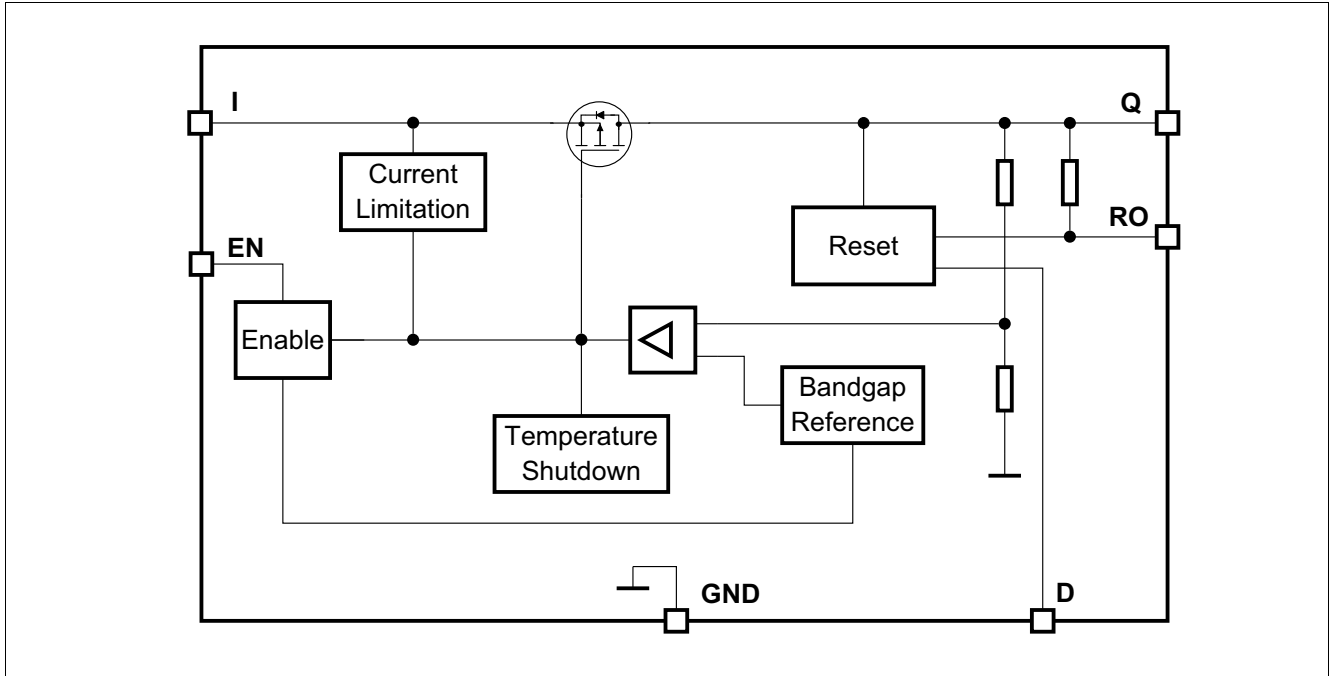 I
Q
Current
Limitation
RO
EN
Reset
Enable
Bandgap
Reference
Temperature
Shutdown
GND
D